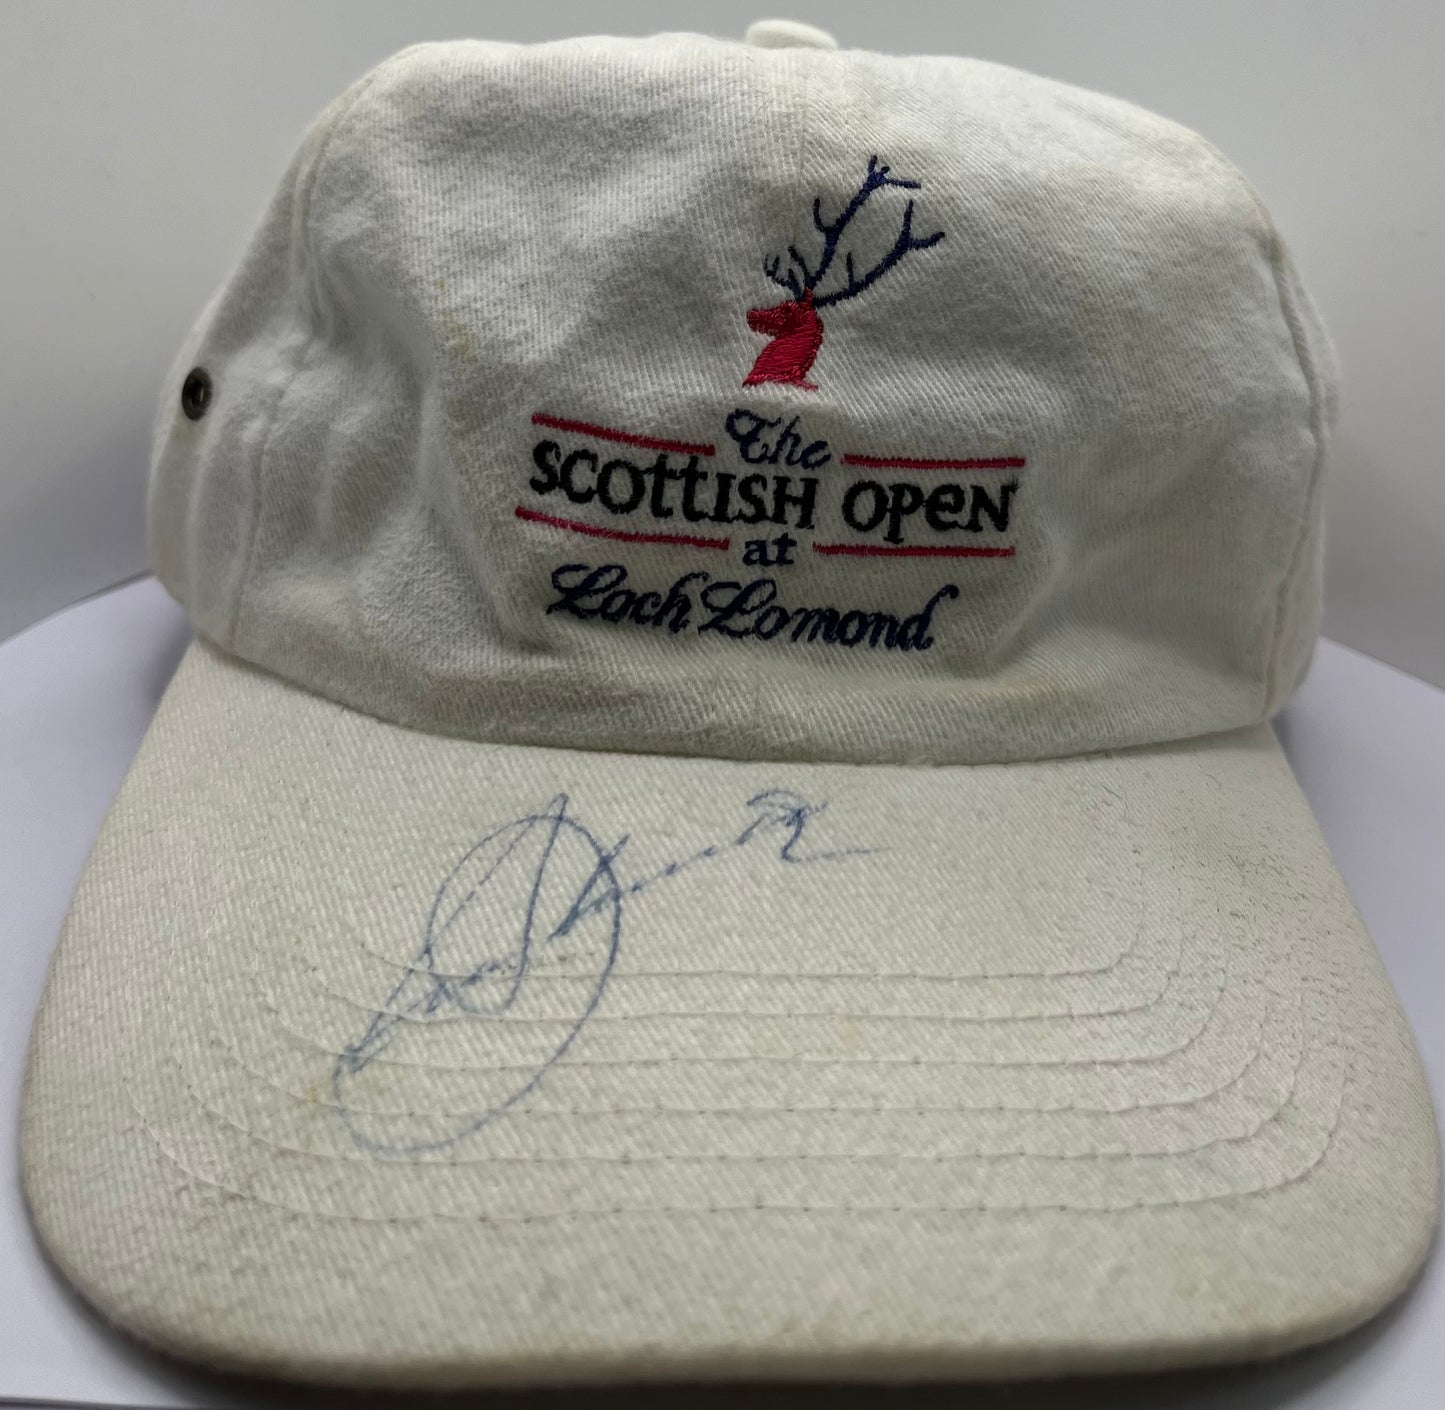 The
SCOttISH OPEN
at
Loch Lomond